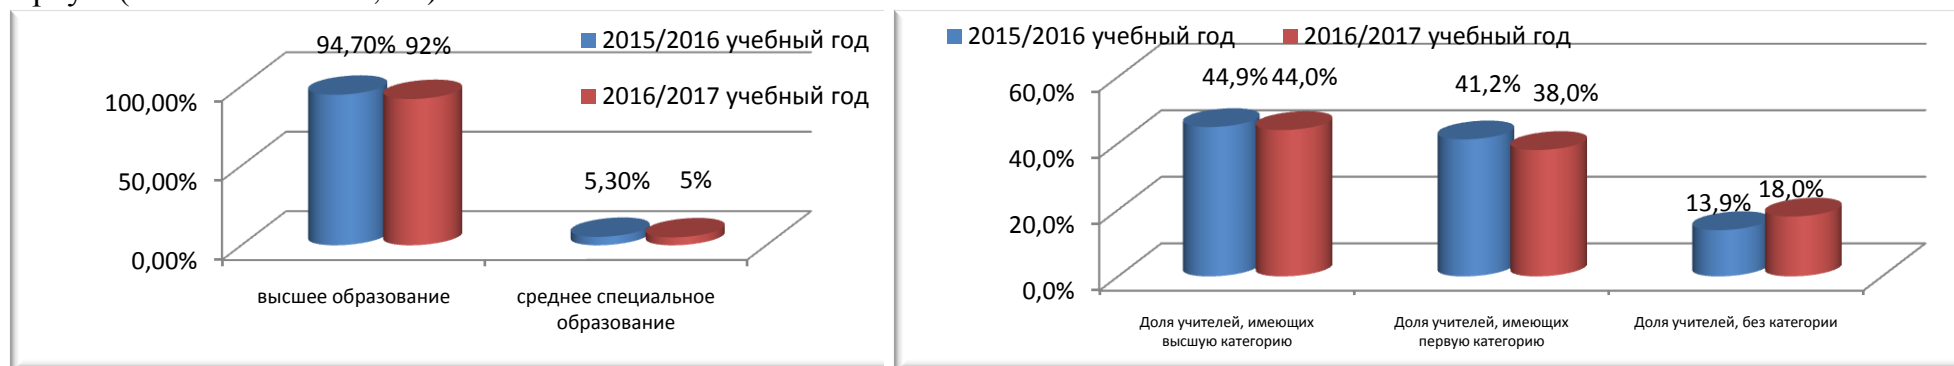 94,70% 92%
2015/2016 учебный год
2016/2017 учебный год
100,00%
50,00%
0,00%
5,30% 5%
высшее образование
среднее специальное
образование
2015/2016 учебный год 2016/2017 учебный год
60,0%
40,0%
20,0%
0,0%
44,9% 44,0%
41,2% 38,0%
13,9% 18,0%
Доля учителей, имеющих
высшую категорию
Доля учителей, имеющих
первую категорию
Доля учителей, без категории